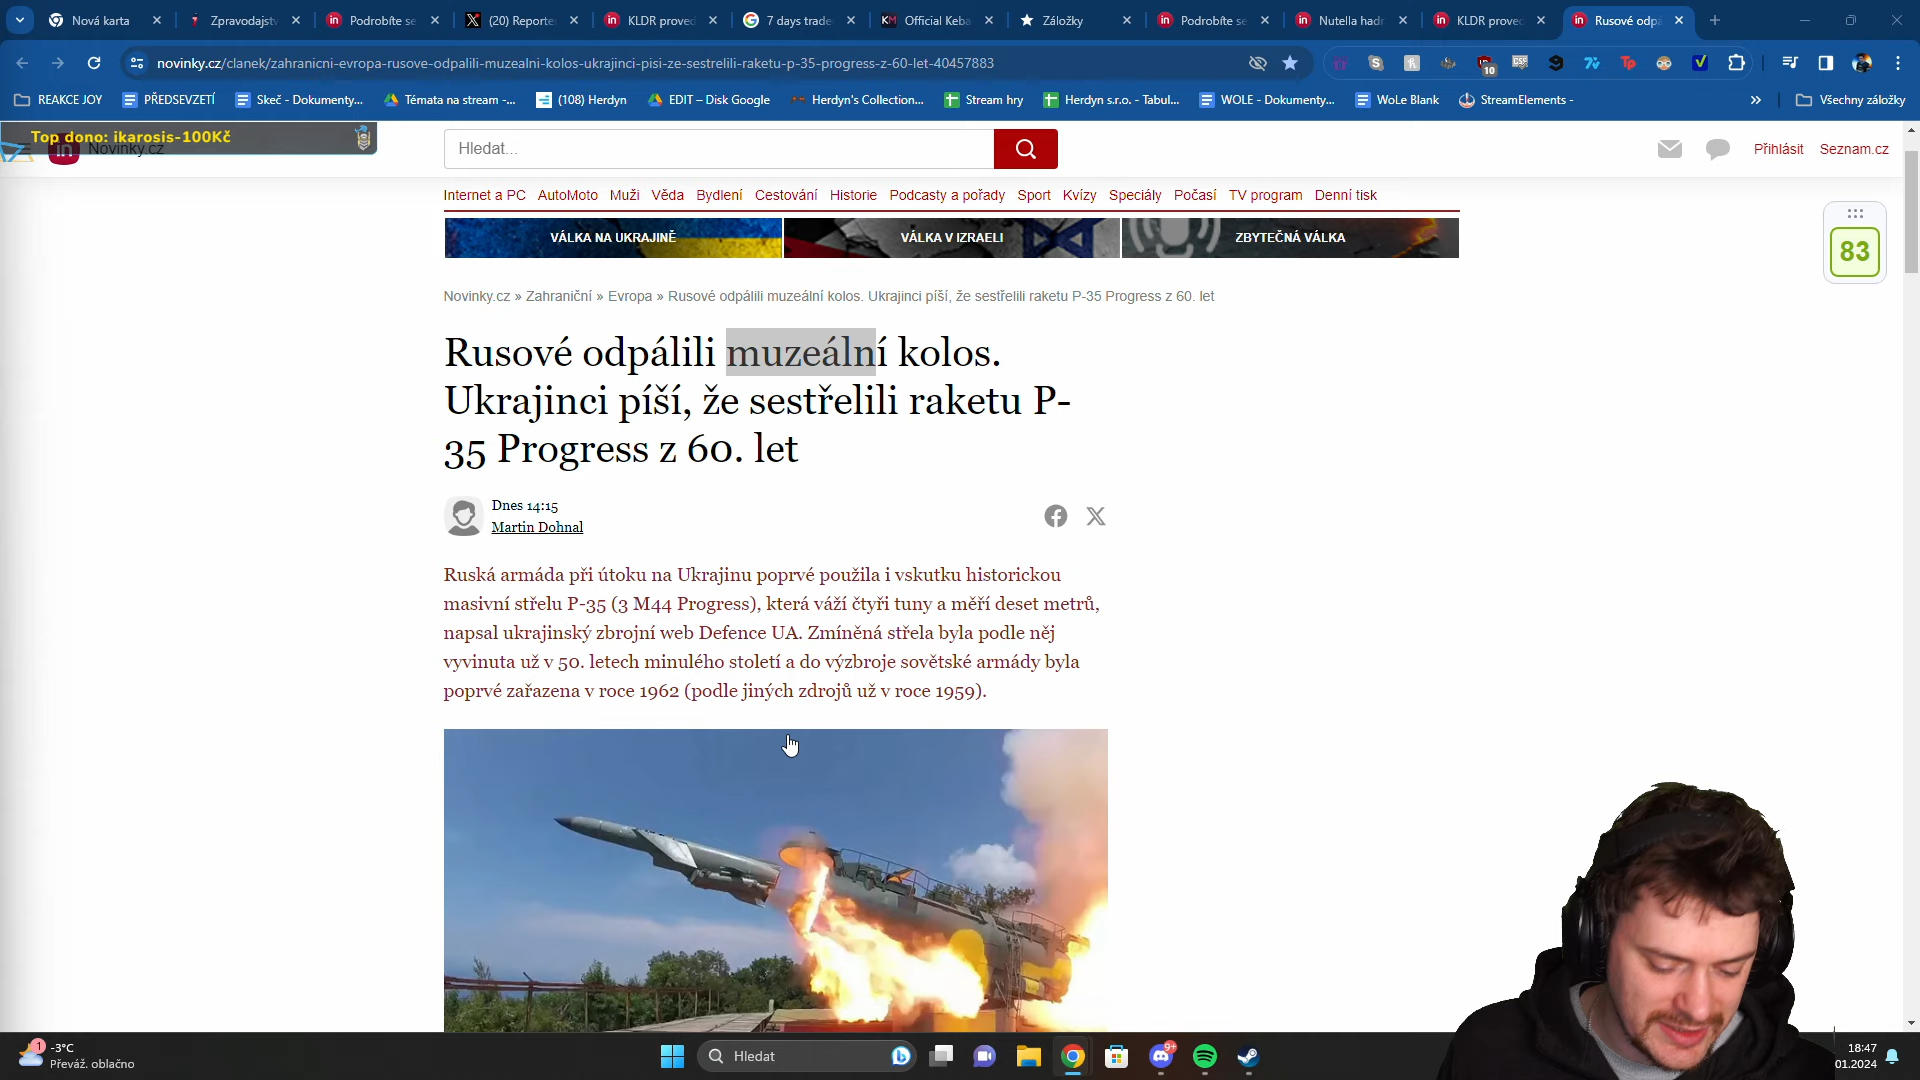 Nová karta
Zpravodajstv
Podrobíte se
(20) Reporte
KLDR proved
7 days trade
Official Keba
Záložky
Podrobíte se
Nutella hadr
KLDR proved
Rusové odpá
novinky.cz/clanek/zahranicni-evropa-rusove-odpalili-muzealni-kolos-ukrajinci-pisi-ze-sestrelili-raketu-p-35-progress-z-60-let-40457883
10
REAKCE JOY
PŘEDSEVZETÍ
Skeč - Dokumenty...
Témata na stream -...
(108) Herdyn
EDIT – Disk Google
Herdyn's Collection...
Stream hry
Herdyn s.r.o. - Tabul...
WOLE - Dokumenty...
WoLe Blank
StreamElements -
»
Všechny záložky
Top dono: ikarosis-100Kč
Novinky.cz
Hledat...
Přihlásit
Seznam.cz
Internet a PC AutoMoto Muži Věda Bydlení Cestování Historie Podcasty a pořady Sport Kvízy Speciály Počasí TV program Denní tisk
VÁLKA NA UKRAJINĚ
VÁLKA V IZRAELI
ZBYTEČNÁ VÁLKA
83
Novinky.cz » Zahraniční » Evropa » Rusové odpálili muzeální kolos. Ukrajinci píší, že sestřelili raketu P-35 Progress z 60. let
Rusové odpálili muzeální kolos.
Ukrajinci píší, že sestřelili raketu P-
35 Progress z 60. let
Dnes 14:15
Martin Dohnal
Ruská armáda při útoku na Ukrajinu poprvé použila i vskutku historickou
masivní střelu P-35 (3 M44 Progress), která váží čtyři tuny a měří deset metrů,
napsal ukrajinský zbrojní web Defence UA. Zmíněná střela byla podle něj
vyvinuta už v 50. letech minulého století a do výzbroje sovětské armády byla
poprvé zařazena v roce 1962 (podle jiných zdrojů už v roce 1959).
1
-3°C
Převáž. oblačno
Hledat
9+
18:47
01.2024